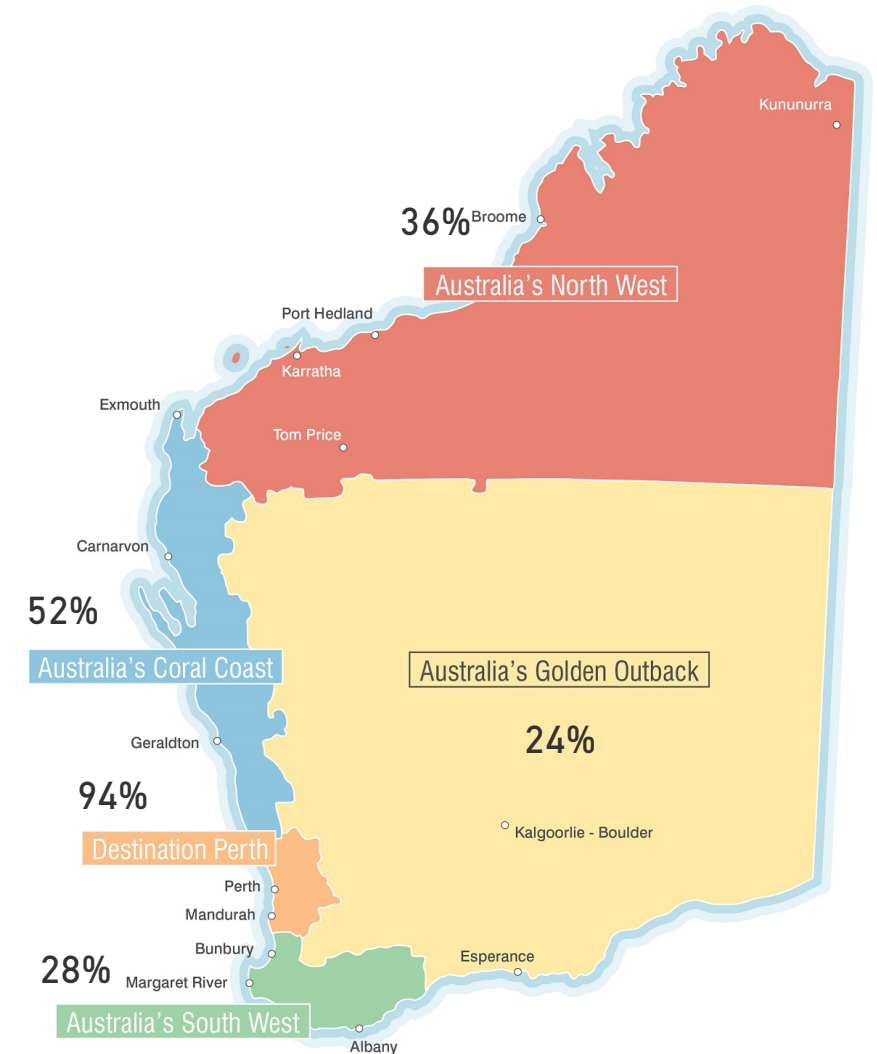 Kununurra
36%
Broome
Australia's North West
Port Hedland
Karratha
Exmouth
Tom Price
Carnarvon
52%
Australia's Coral Coast
Australia's Golden Outback
24%
Geraldton
94%
Kalgoorlie - Boulder
Destination Perth
Perth
Mandurah
Bunbury
Esperance
28%
Margaret River
Australia's South West
Albany